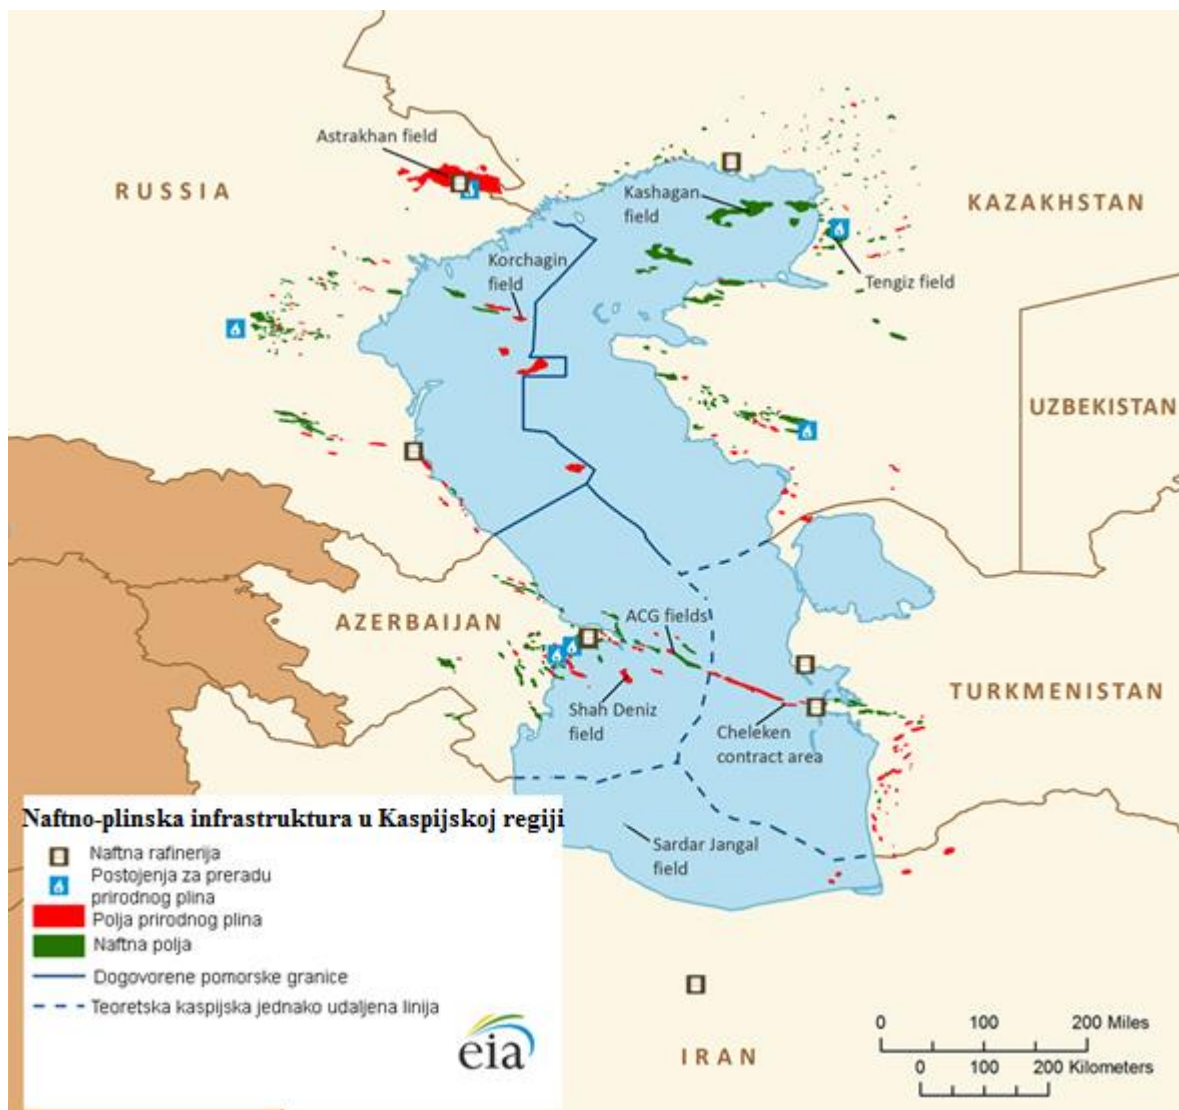 Astrakhan field
RUSSIA
Kashagan
field
KAZAKHSTAN
Korchagin
field
Tengiz field
UZBEKISTAN
AZERBAIJAN
ACG fields
TURKMENISTAN
Shah Deniz
field
Cheleken
contract area
Sardar Jangal
field
IRAN
Naftno-plinska infrastruktura u Kaspijskoj regiji
Naftna rafinerija
Postojenja za preradu
prirodnog plina
Polja prirodnog plina
Naftna polja
Dogovorene pomorske granice
Teoretska kaspijska jednako udaljena linija
eia
0 100 200 Miles
0 100 200 Kilometers